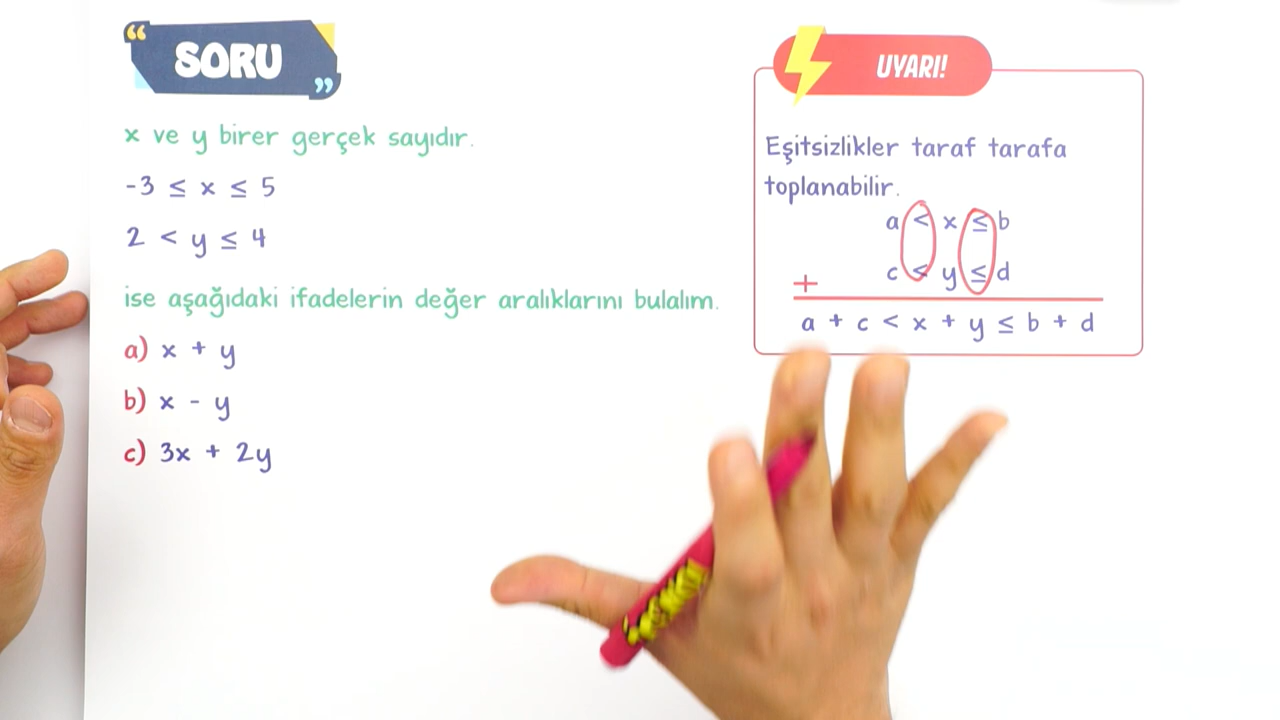 “ SORU ”
x ve y birer gerçek sayıdır.
-3 ≤ x ≤ 5
2 < y ≤ 4
ise aşağıdaki ifadelerin değer aralıklarını bulalım.
a) x + y
b) x - y
c) 3x + 2y
UYARI!
Eşitsizlikler taraf tarafa
toplanabilir.
a < x ≤ b
c < y ≤ d
+
a + c < x + y ≤ b + d